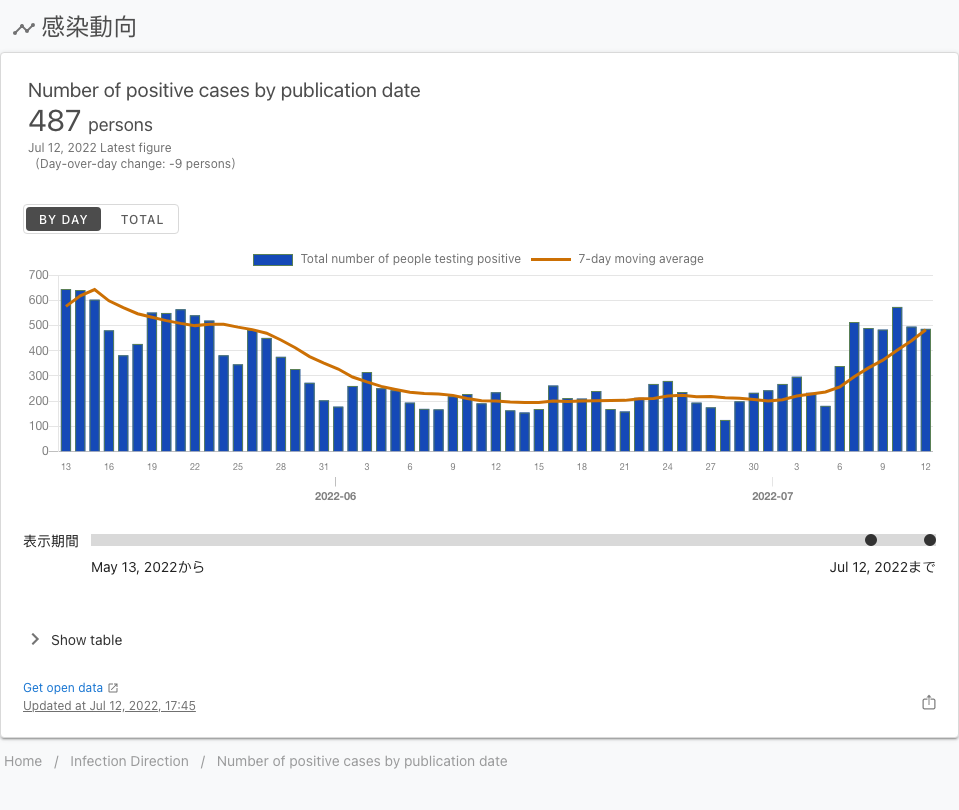 感染動向
Number of positive cases by publication date
487 persons
Jul 12, 2022 Latest figure
(Day-over-day change: -9 persons)
BY DAY TOTAL
Total number of people testing positive 7-day moving average
700
600
500
400
300
200
100
0
13 16 19 22 25 28 31 3 6 9 12 15 18 21 24 27 30 3 6 9 12
2022-06 2022-07
表示期間
May 13, 2022から Jul 12, 2022まで
Show table
Get open data
Updated at Jul 12, 2022, 17:45
Home / Infection Direction / Number of positive cases by publication date